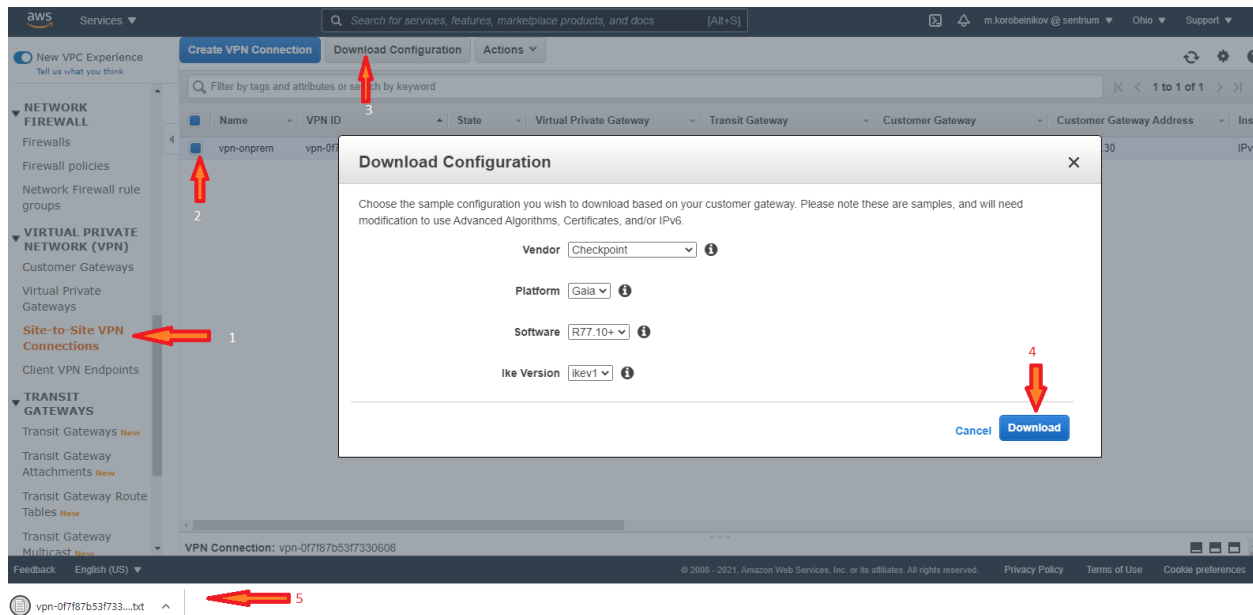 aws Services ▼ Search for services, features, marketplace products, and docs [Alt+S] m.korobeinikov @ sentrium ▼ Ohio ▼ Support ▼
New VPC Experience
Tell us what you think
NETWORK
FIREWALL
Firewalls
Firewall policies
Network Firewall rule
groups
VIRTUAL PRIVATE
NETWORK (VPN)
Customer Gateways
Virtual Private
Gateways
Site-to-Site VPN
Connections
Client VPN Endpoints
TRANSIT
GATEWAYS
Transit Gateways New
Transit Gateway
Attachments New
Transit Gateway Route
Tables New
Transit Gateway
Multicast New
Create VPN Connection Download Configuration Actions
Filter by tags and attributes or search by keyword 1 to 1 of 1
3
Name VPN ID State Virtual Private Gateway Transit Gateway Customer Gateway Customer Gateway Address Ins
vpn-onprem vpn-0f7 .30 IPv
2
1
Download Configuration
Choose the sample configuration you wish to download based on your customer gateway. Please note these are samples, and will need
modification to use Advanced Algorithms, Certificates, and/or IPv6.
Vendor Checkpoint
Platform Gaia
Software R77.10+
Ike Version ikev1
4
Cancel Download
VPN Connection: vpn-0f7f87b53f7330608
Feedback English (US) ▼ © 2008 - 2021, Amazon Web Services, Inc. or its affiliates. All rights reserved. Privacy Policy Terms of Use Cookie preferences
vpn-0f7f87b53f733....txt
5